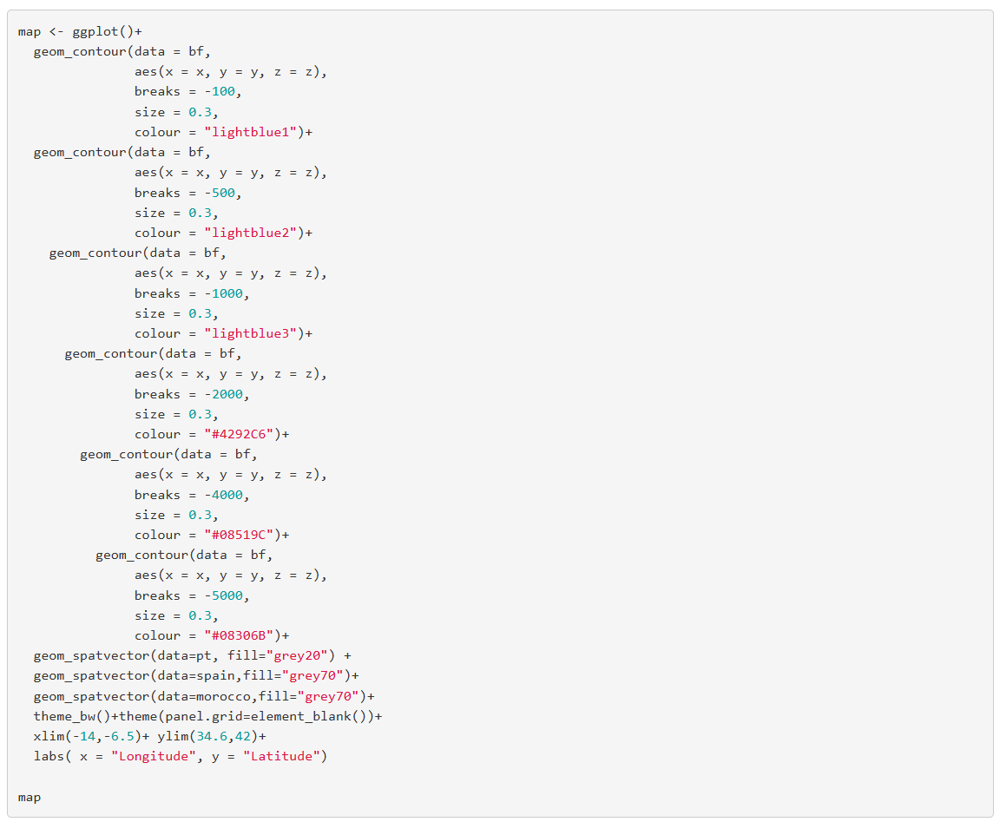 map <- ggplot()+
  geom_contour(data = bf,
               aes(x = x, y = y, z = z),
               breaks = -100,
               size = 0.3,
               colour = "lightblue1")+
  geom_contour(data = bf,
               aes(x = x, y = y, z = z),
               breaks = -500,
               size = 0.3,
               colour = "lightblue2")+
    geom_contour(data = bf,
               aes(x = x, y = y, z = z),
               breaks = -1000,
               size = 0.3,
               colour = "lightblue3")+
      geom_contour(data = bf,
               aes(x = x, y = y, z = z),
               breaks = -2000,
               size = 0.3,
               colour = "#4292C6")+
        geom_contour(data = bf,
               aes(x = x, y = y, z = z),
               breaks = -4000,
               size = 0.3,
               colour = "#08519C")+
          geom_contour(data = bf,
               aes(x = x, y = y, z = z),
               breaks = -5000,
               size = 0.3,
               colour = "#08306B")+
  geom_spatvector(data=pt, fill="grey20") +
  geom_spatvector(data=spain,fill="grey70")+
  geom_spatvector(data=morocco,fill="grey70")+
  theme_bw()+theme(panel.grid=element_blank())+
  xlim(-14,-6.5)+ ylim(34.6,42)+
  labs( x = "Longitude", y = "Latitude")

map